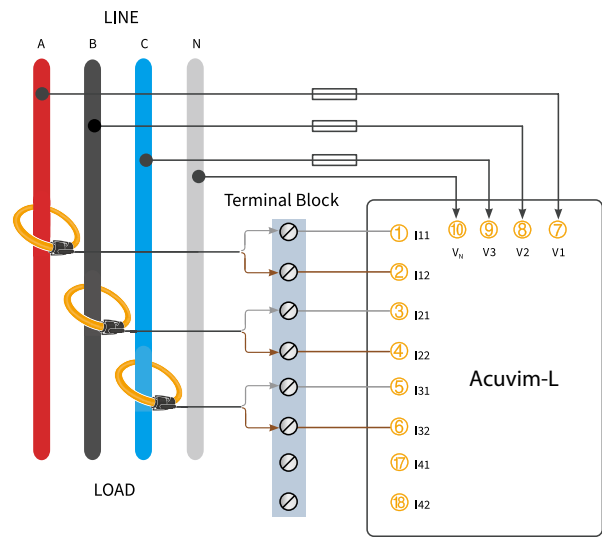 LINE
A B C N
Terminal Block
10 9 8 7
V_N V3 V2 V1
1 I11
2 I12
3 I21
4 I22
5 I31
6 I32
17 I41
18 I42
Acuvim-L
LOAD